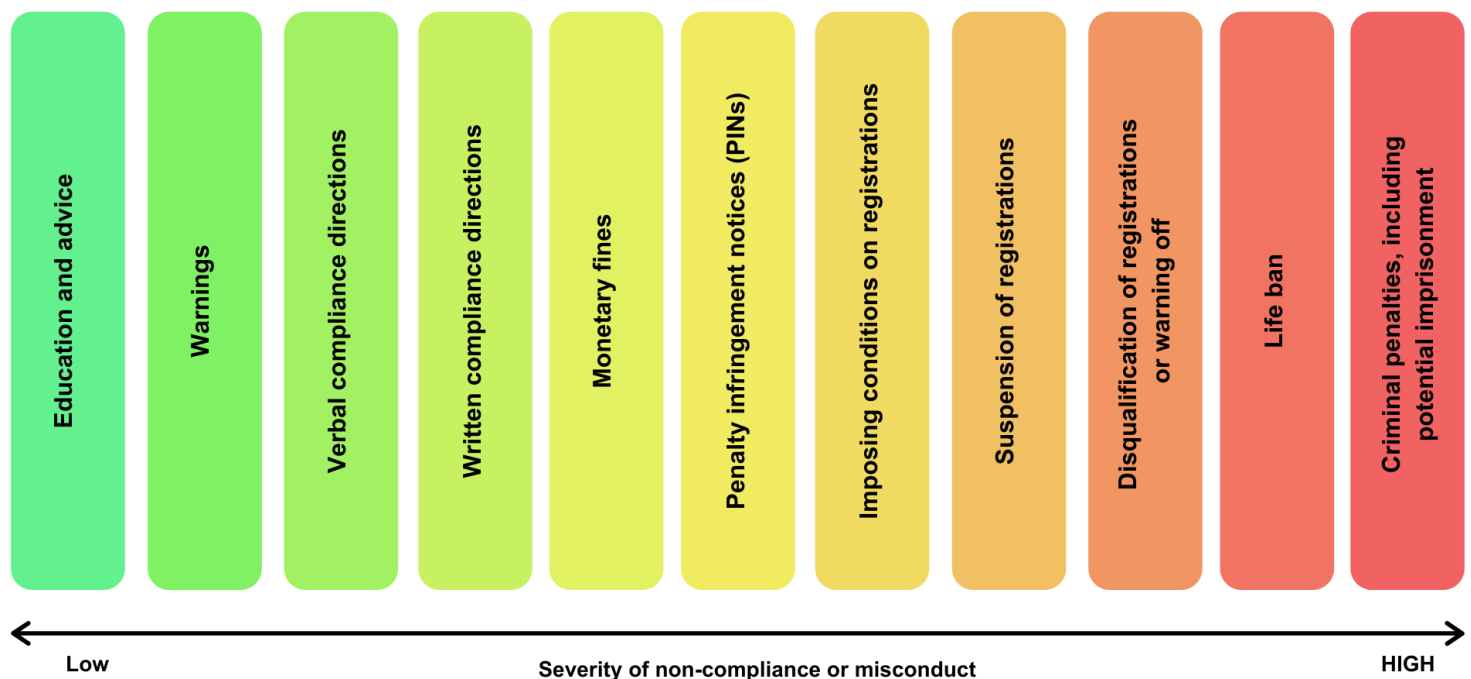 Education and advice
Warnings
Verbal compliance directions
Written compliance directions
Monetary fines
Penalty infringement notices (PINs)
Imposing conditions on registrations
Suspension of registrations
Disqualification of registrations
or warning off
Life ban
Criminal penalties, including
potential imprisonment
Low
Severity of non-compliance or misconduct
HIGH